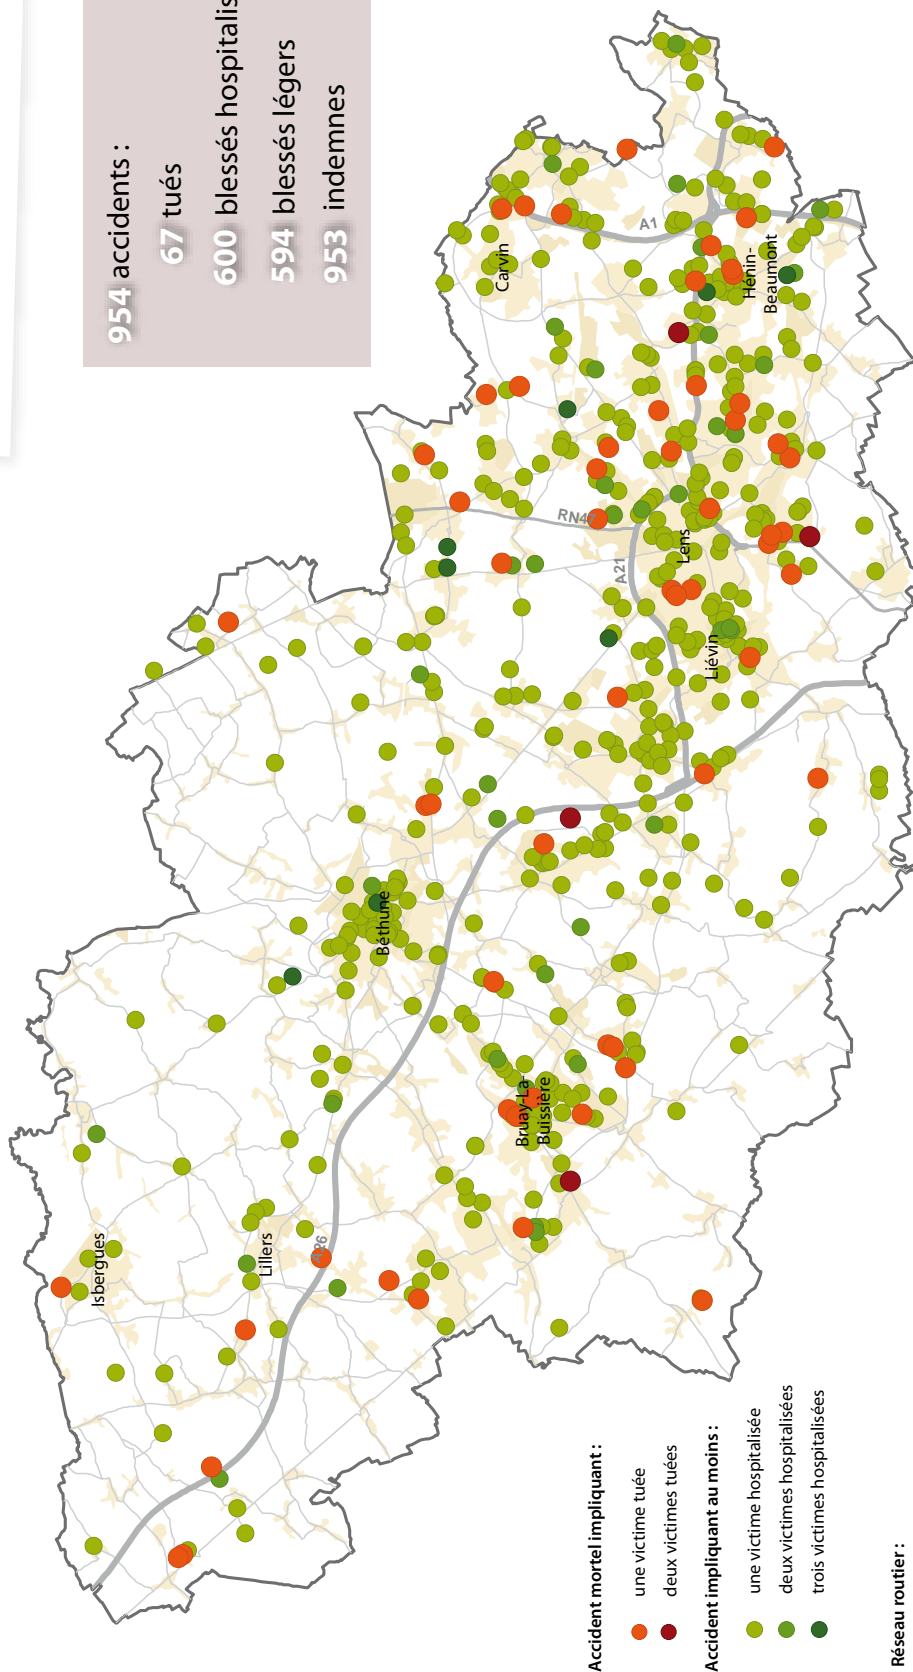 954 accidents :
67 tués
600 blessés hospitalis
594 blessés légers
953 indemnes
Isbergues
Lillers
A26
Béthune
Bruay-La-
Buissière
Carvin
A1
Hénin-
Beaumont
RN47
A21
Lens
Liévin
Accident mortel impliquant :
une victime tuée
deux victimes tuées
Accident impliquant au moins :
une victime hospitalisée
deux victimes hospitalisées
trois victimes hospitalisées
Réseau routier :